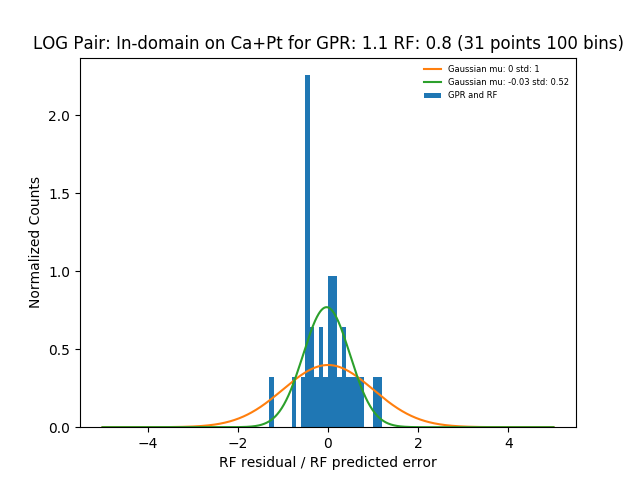 LOG Pair: In-domain on Ca+Pt for GPR: 1.1 RF: 0.8 (31 points 100 bins)
Gaussian mu: 0 std: 1
Gaussian mu: -0.03 std: 0.52
GPR and RF
Normalized Counts
2.0
1.5
1.0
0.5
0.0
−4
−2
0
2
4
RF residual / RF predicted error